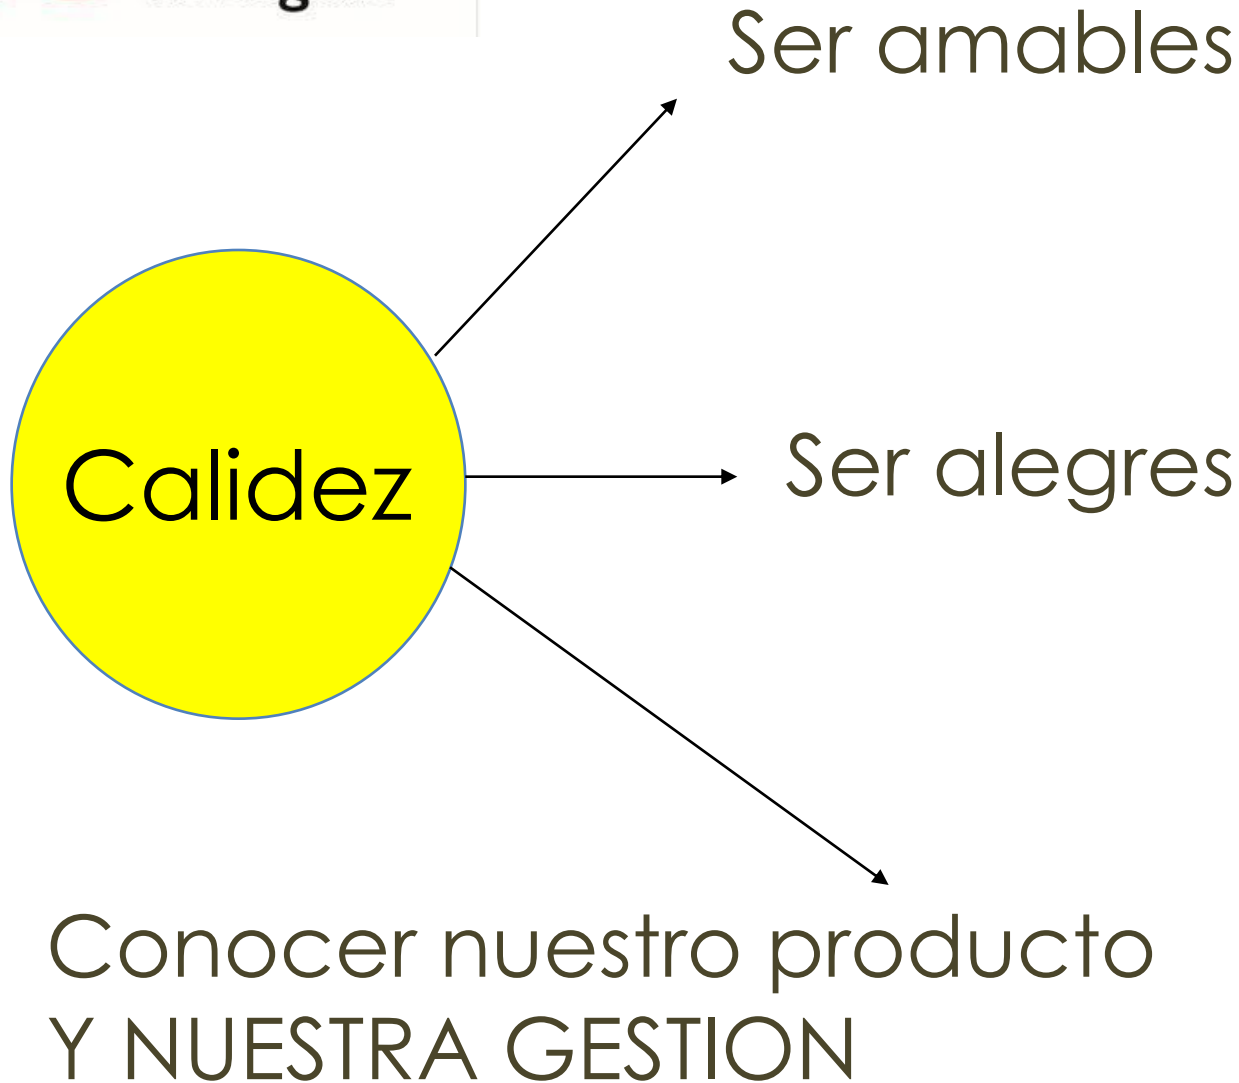 Ser amables
Calidez
Ser alegres
Conocer nuestro producto
Y NUESTRA GESTION